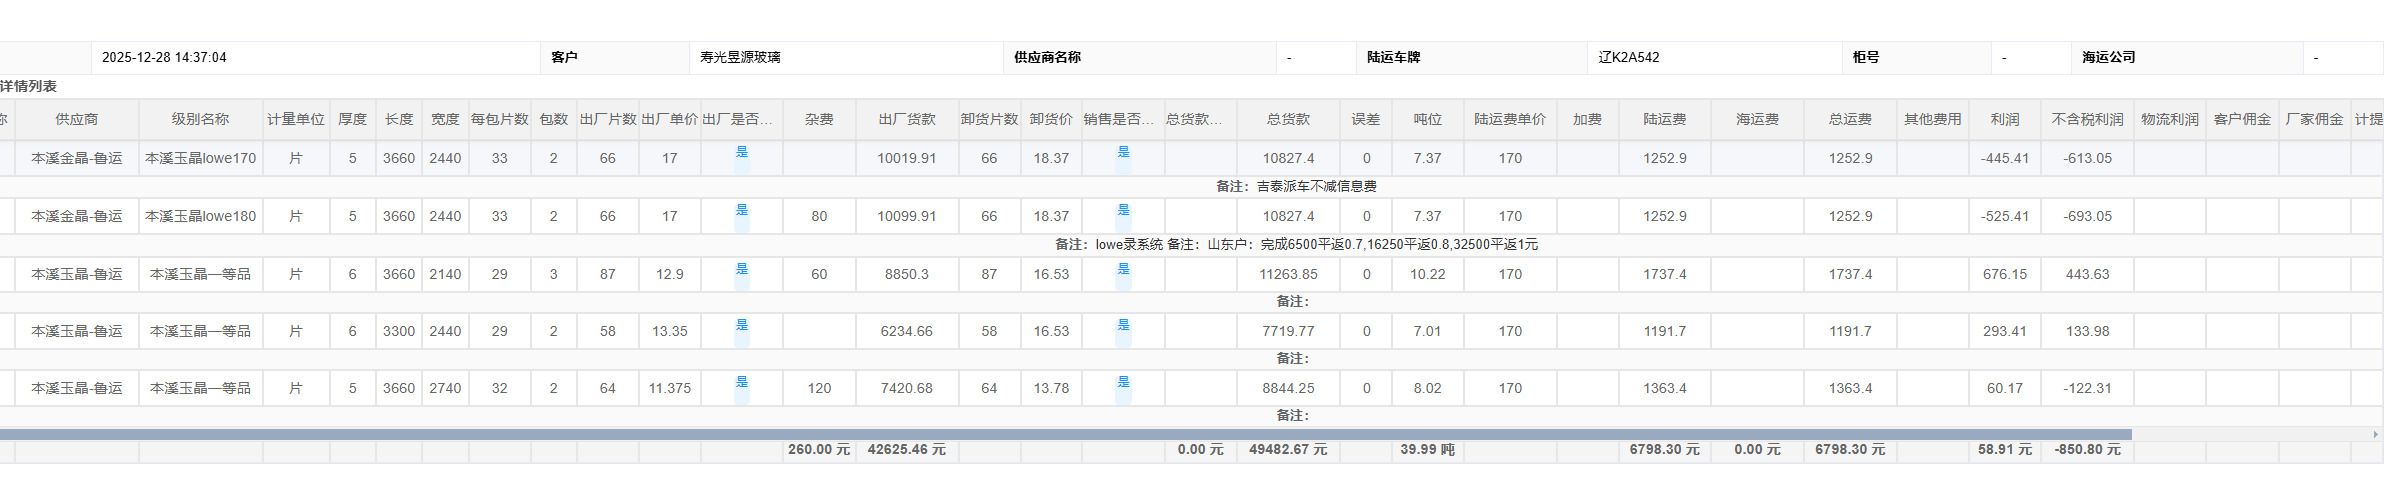 2025-12-28 14:37:04 客户 寿光昱源玻璃 供应商名称 - 陆运车牌 辽K2A542 柜号 - 海运公司 -
详情列表
称 供应商 级别名称 计量单位 厚度 长度 宽度 每包片数 包数 出厂片数 出厂单价 出厂是否... 杂费 出厂货款 卸货片数 卸货价 销售是否... 总货款... 总货款 误差 吨位 陆运费单价 加费 陆运费 海运费 总运费 其他费用 利润 不含税利润 物流利润 客户佣金 厂家佣金 计提
本溪金晶-鲁运 本溪玉晶lowe170 片 5 3660 2440 33 2 66 17 是 10019.91 66 18.37 是 10827.4 0 7.37 170 1252.9 1252.9 -445.41 -613.05
备注：吉泰派车不减信息费
本溪金晶-鲁运 本溪玉晶lowe180 片 5 3660 2440 33 2 66 17 是 80 10099.91 66 18.37 是 10827.4 0 7.37 170 1252.9 1252.9 -525.41 -693.05
备注：lowe录系统 备注：山东户：完成6500平返0.7,16250平返0.8,32500平返1元
本溪玉晶-鲁运 本溪玉晶一等品 片 6 3660 2140 29 3 87 12.9 是 60 8850.3 87 16.53 是 11263.85 0 10.22 170 1737.4 1737.4 676.15 443.63
备注：
本溪玉晶-鲁运 本溪玉晶一等品 片 6 3300 2440 29 2 58 13.35 是 6234.66 58 16.53 是 7719.77 0 7.01 170 1191.7 1191.7 293.41 133.98
备注：
本溪玉晶-鲁运 本溪玉晶一等品 片 5 3660 2740 32 2 64 11.375 是 120 7420.68 64 13.78 是 8844.25 0 8.02 170 1363.4 1363.4 60.17 -122.31
备注：
260.00 元 42625.46 元 0.00 元 49482.67 元 39.99 吨 6798.30 元 0.00 元 6798.30 元 58.91 元 -850.80 元